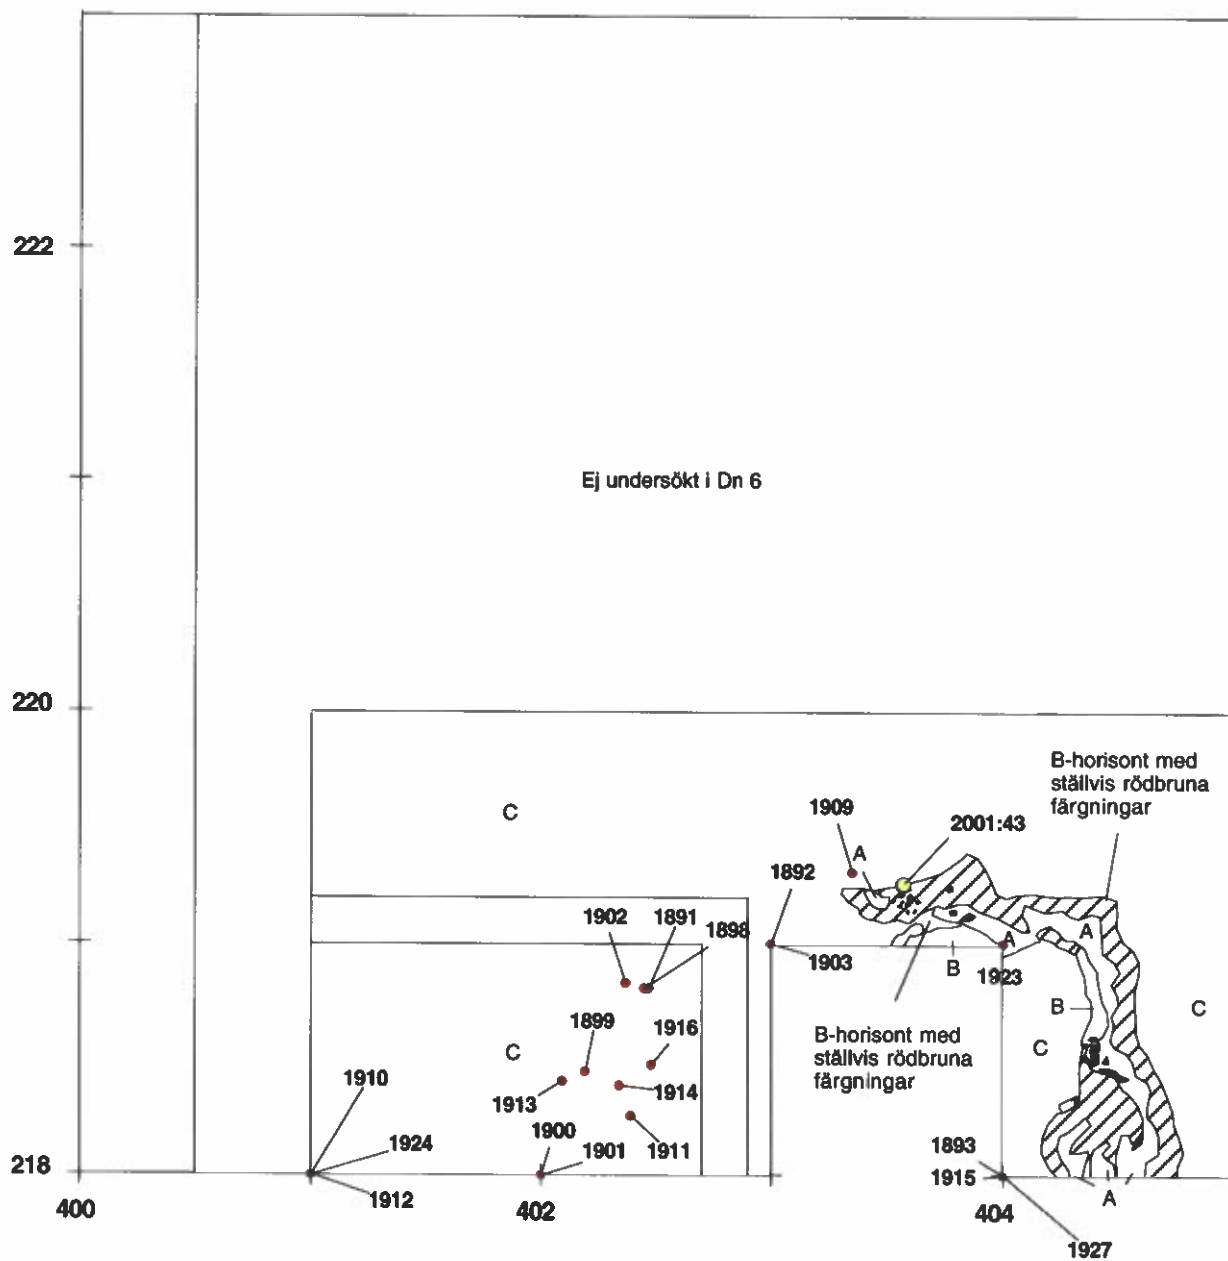 222
Ej undersökt i Dn 6
220
B-horisont med
ställvis rödbruna
färgningar
C
1909
2001:43
A
1892
1902
1891
1898
1903
B
A
1923
A
B
C
1899
1916
C
C
B-horisont med
ställvis rödbruna
färgningar
1910
1913
1914
1924
1900
1901
1911
1893
218
1912
1915
A
400
402
404
1927